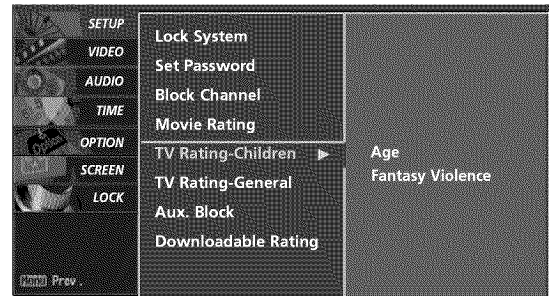 SETUP
VIDEO
AUDIO
TIME
OPTION
SCREEN
LOCK
Lock System
Set Password
Block Channel
Movie Rating
TV Rating-Children ►
TV Rating-General
Aux. Block
Downloadable Rating
Age
Fantasy Violence
Menu Prev.